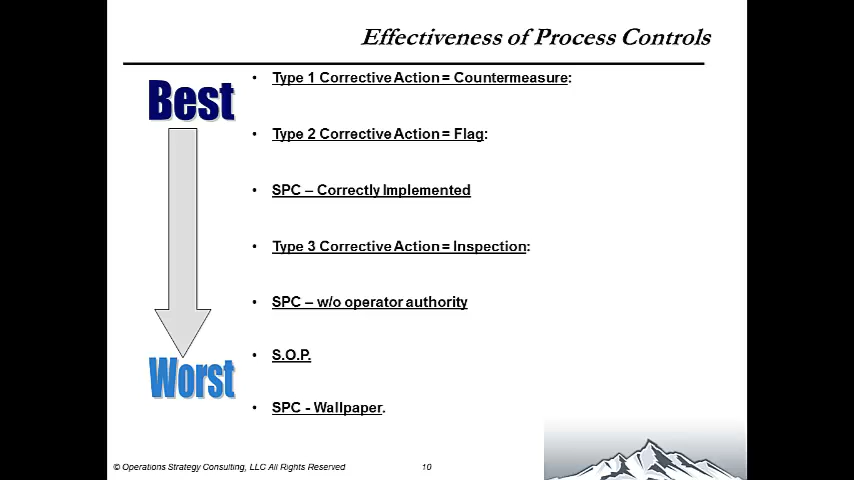 Effectiveness of Process Controls
Best
• Type 1 Corrective Action = Countermeasure:
• Type 2 Corrective Action = Flag:
• SPC – Correctly Implemented
• Type 3 Corrective Action = Inspection:
• SPC – w/o operator authority
• S.O.P.
Worst
• SPC - Wallpaper.
© Operations Strategy Consulting, LLC All Rights Reserved
10